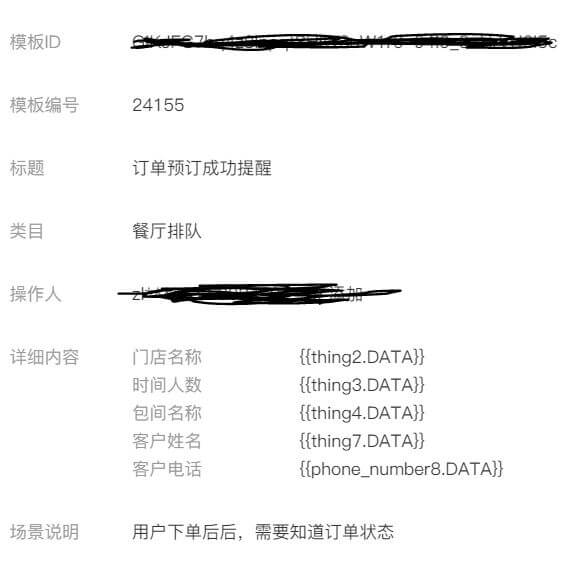 模板ID
模板编号 24155
标题 订单预订成功提醒
类目 餐厅排队
操作人
详细内容 门店名称 {{thing2.DATA}}
时间人数 {{thing3.DATA}}
包间名称 {{thing4.DATA}}
客户姓名 {{thing7.DATA}}
客户电话 {{phone_number8.DATA}}
场景说明 用户下单后后，需要知道订单状态